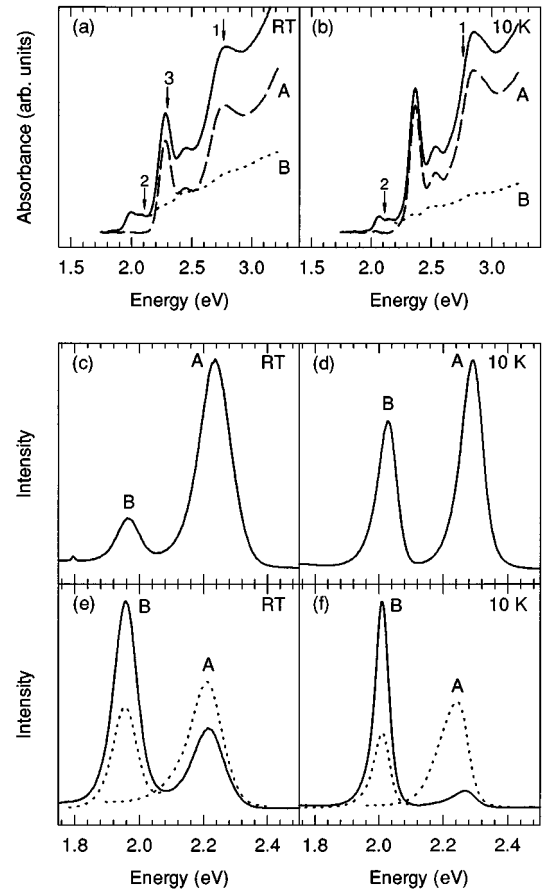 (a) 1 RT
3
2
A
B
(b) 1 10 K
2
A
B
Absorbance (arb. units)
1.5 2.0 2.5 3.0
1.5 2.0 2.5 3.0
Energy (eV)
Energy (eV)
(c) A RT
B
(d) A 10 K
B
Intensity
(e) B RT
A
(f) B 10 K
A
Intensity
1.8 2.0 2.2 2.4
1.8 2.0 2.2 2.4
Energy (eV)
Energy (eV)